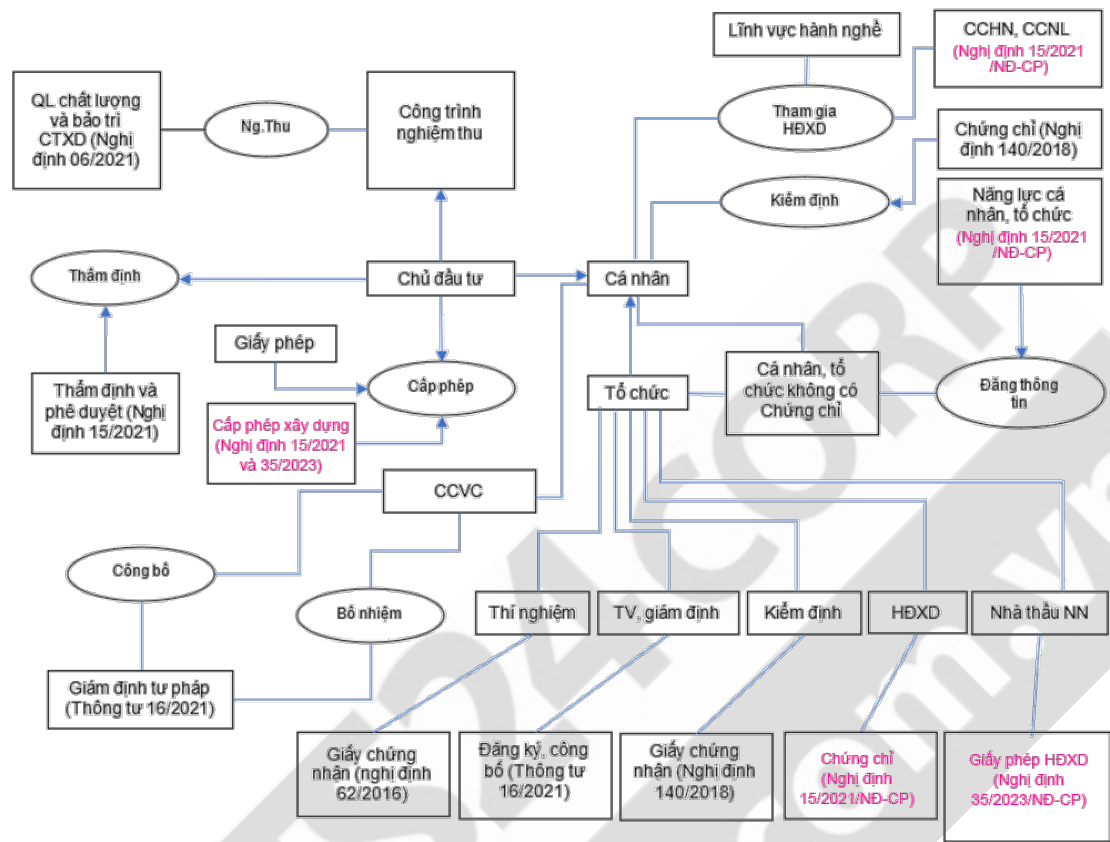 Lĩnh vực hành nghề
CCHN, CCNL
(Nghị định 15/2021
/NĐ-CP)
QL chất lượng
và bảo trì
CTXD (Nghị
định 06/2021)
Ng.Thu
Công trình
nghiệm thu
Tham gia
HĐXD
Chứng chỉ (Nghị
định 140/2018)
Kiểm định
Năng lực cá
nhân, tổ chức
(Nghị định 15/2021
/NĐ-CP)
Thẩm định
Chủ đầu tư
Cá nhân
Giấy phép
Cấp phép
Thẩm định và
phê duyệt (Nghị
định 15/2021)
Cấp phép xây dựng
(Nghị định 15/2021
và 35/2023)
Tổ chức
Cá nhân, tổ
chức không có
Chứng chỉ
Đăng thông
tin
CCVC
Công bố
Bổ nhiệm
Thí nghiệm
TV, giám định
Kiểm định
HĐXD
Nhà thầu NN
Giám định tư pháp
(Thông tư 16/2021)
Giấy chứng
nhận (nghị định
62/2016)
Đăng ký, công
bố (Thông tư
16/2021)
Giấy chứng
nhận (Nghị định
140/2018)
Chứng chỉ
(Nghị định
15/2021/NĐ-CP)
Giấy phép HĐXD
(Nghị định
35/2023/NĐ-CP)